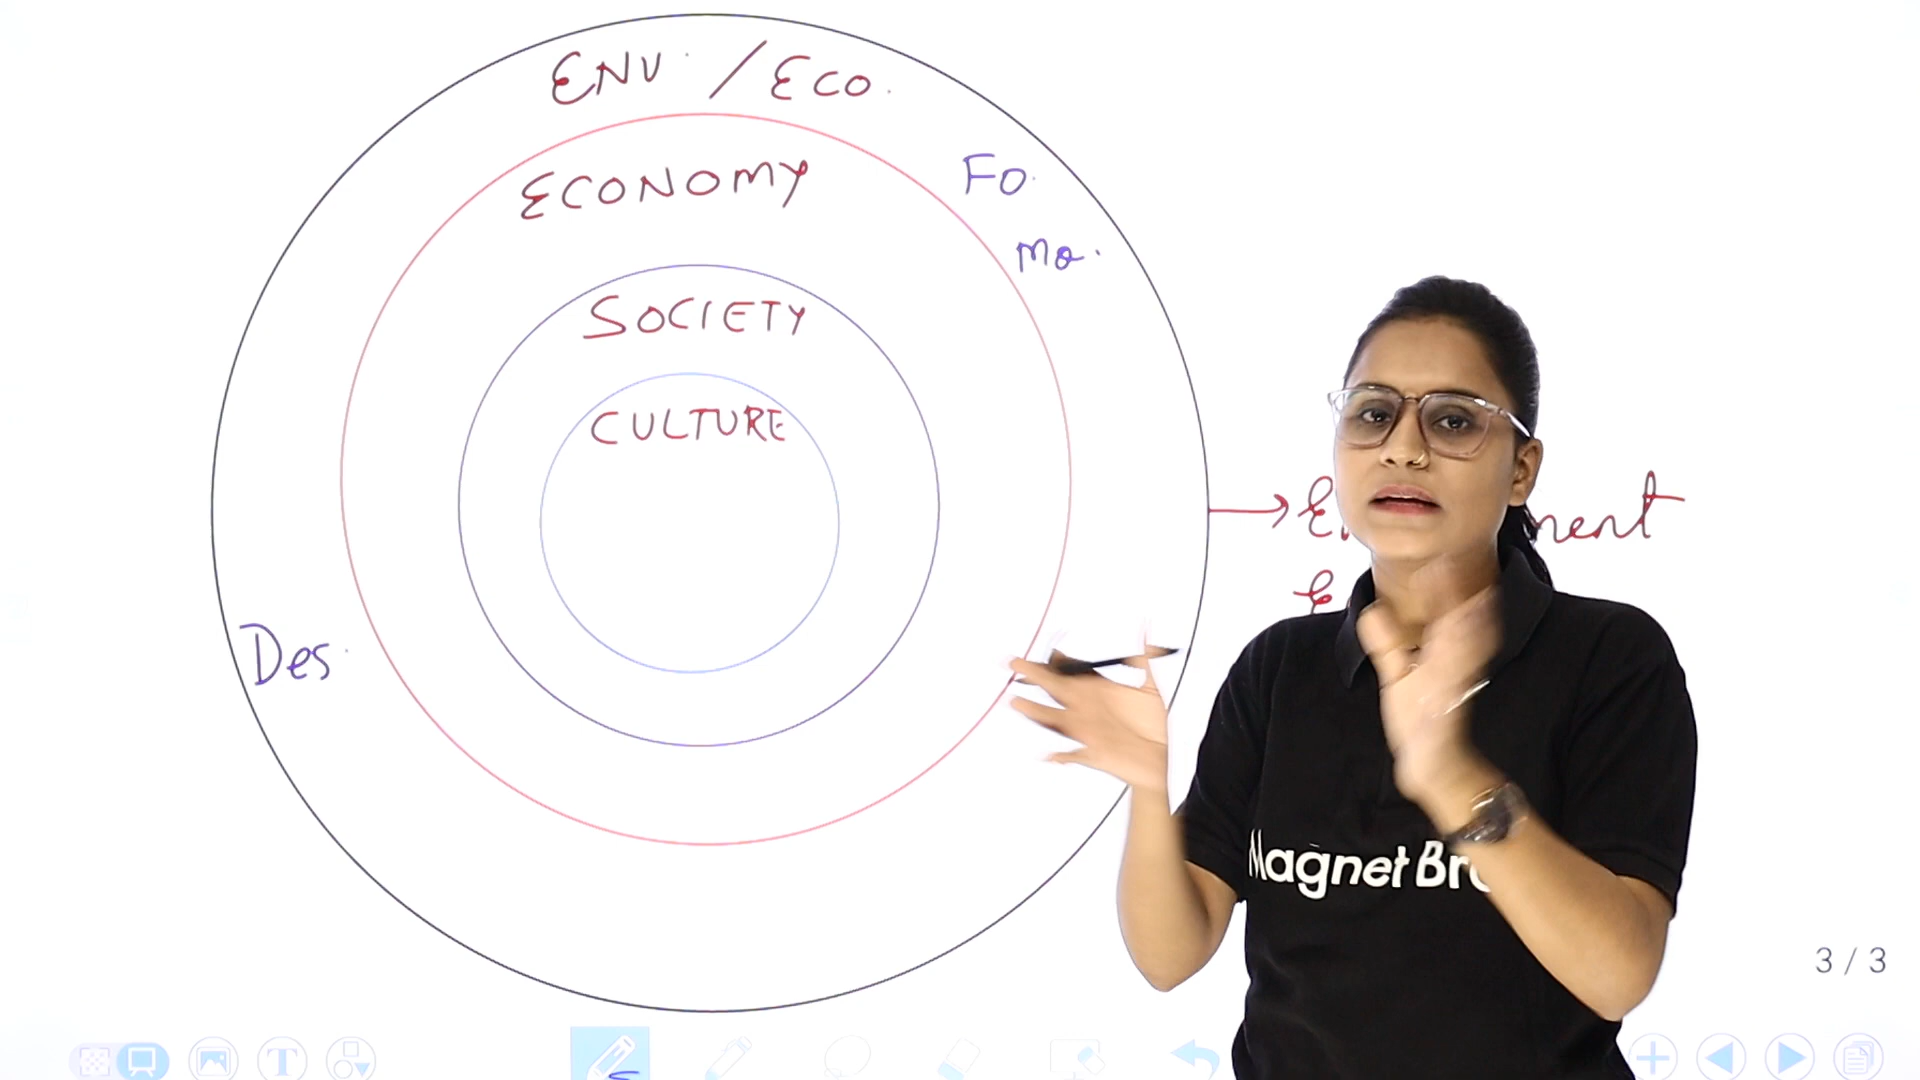 ENV. / ECO.
ECONOMY
FO.
Mo.
SOCIETY
CULTURE
Des.
Magnet Br
3 / 3
T